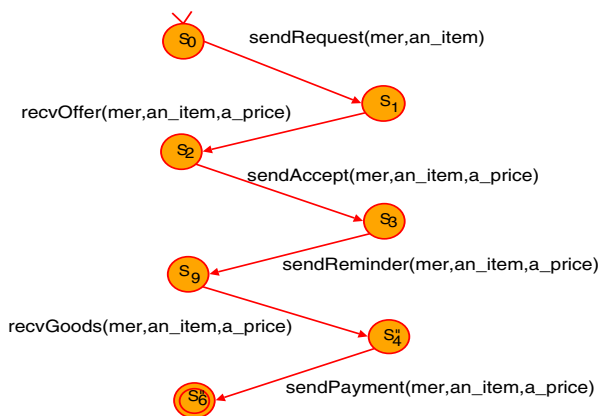 S0
sendRequest(mer,an_item)
S1
recvOffer(mer,an_item,a_price)
S2
sendAccept(mer,an_item,a_price)
S3
sendReminder(mer,an_item,a_price)
S9
recvGoods(mer,an_item,a_price)
S"4
sendPayment(mer,an_item,a_price)
S"6